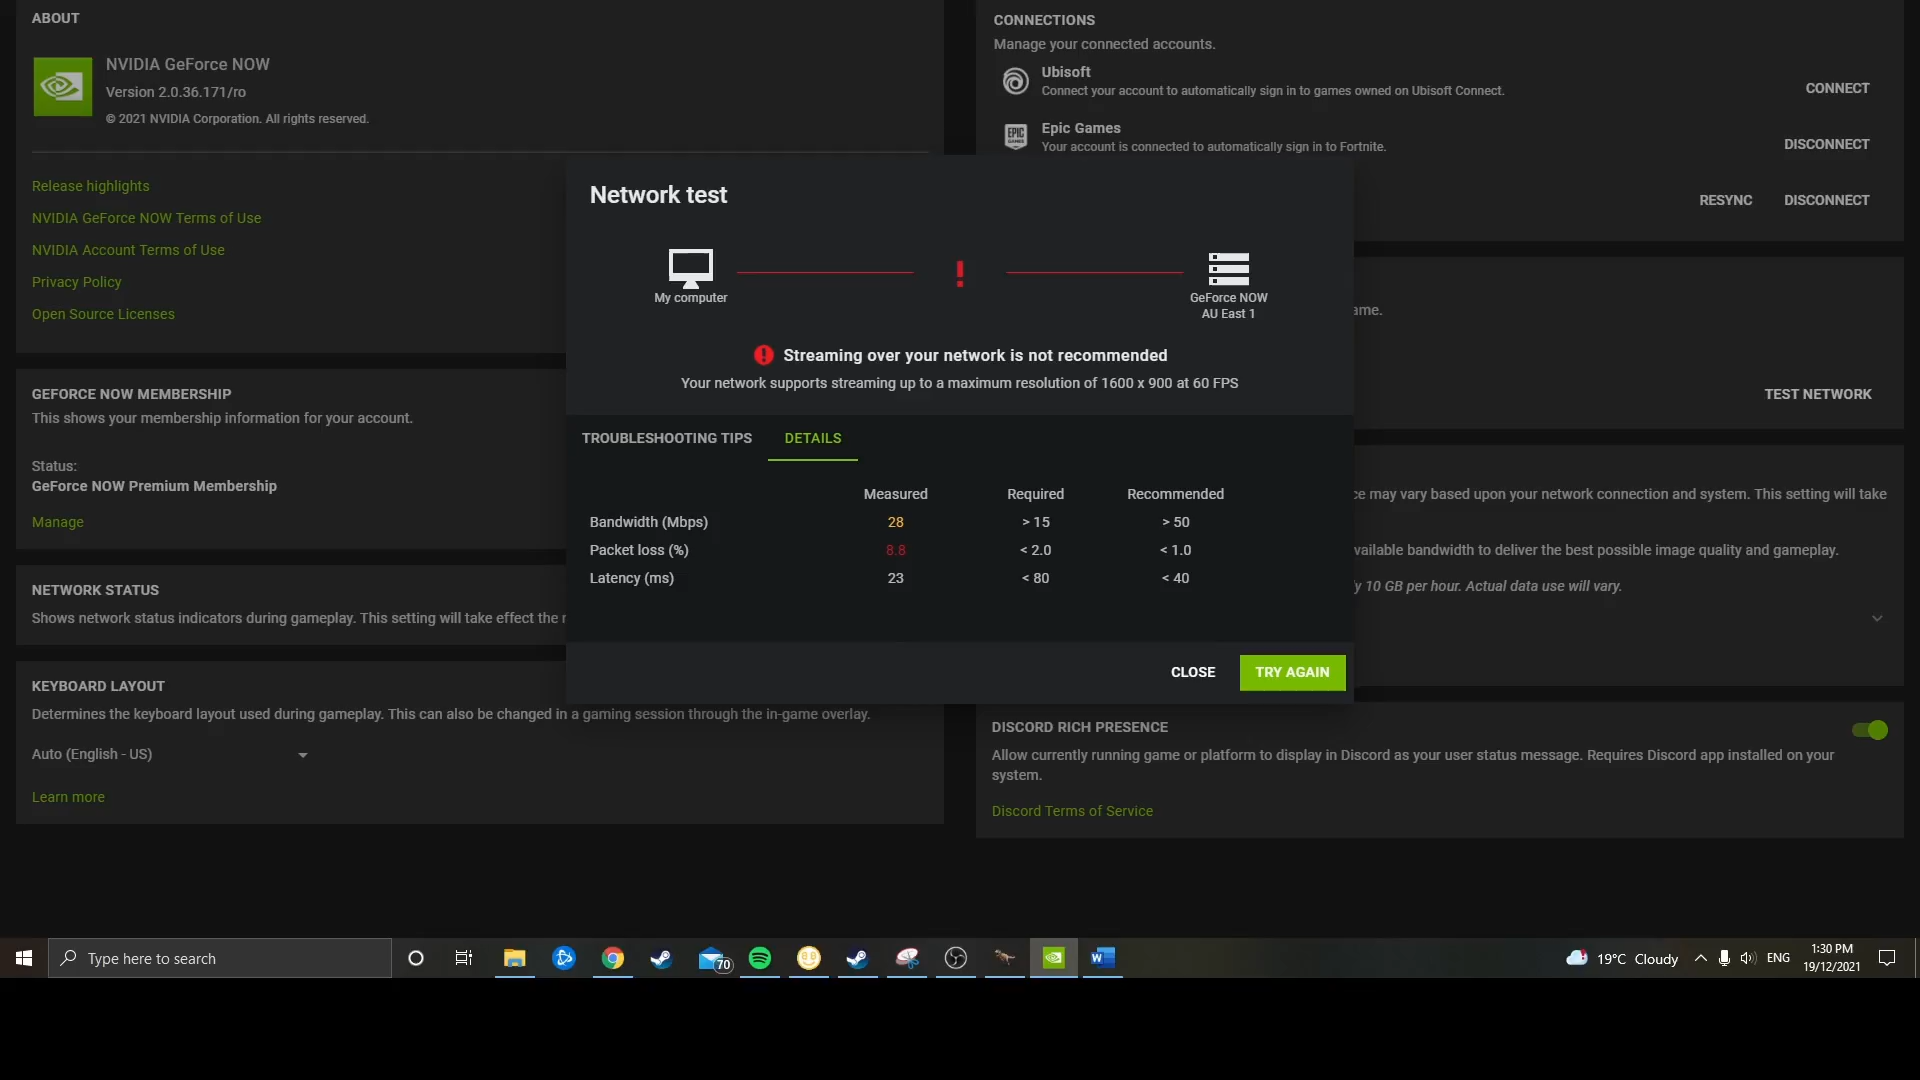 ABOUT
NVIDIA GeForce NOW
Version 2.0.36.171/ro
© 2021 NVIDIA Corporation. All rights reserved.
Release highlights
NVIDIA GeForce NOW Terms of Use
NVIDIA Account Terms of Use
Privacy Policy
Open Source Licenses
GEFORCE NOW MEMBERSHIP
This shows your membership information for your account.
Status:
GeForce NOW Premium Membership
Manage
NETWORK STATUS
Shows network status indicators during gameplay. This setting will take effect the
KEYBOARD LAYOUT
Determines the keyboard layout used during gameplay. This can also be changed in a gaming session through the in-game overlay.
Auto (English - US)
Learn more
CONNECTIONS
Manage your connected accounts.
Ubisoft
Connect your account to automatically sign in to games owned on Ubisoft Connect.
CONNECT
EPIC GAMES
Epic Games
Your account is connected to automatically sign in to Fortnite.
DISCONNECT
RESYNC DISCONNECT
ame.
TEST NETWORK
ce may vary based upon your network connection and system. This setting will take
vailable bandwidth to deliver the best possible image quality and gameplay.
y 10 GB per hour. Actual data use will vary.
DISCORD RICH PRESENCE
Allow currently running game or platform to display in Discord as your user status message. Requires Discord app installed on your
system.
Discord Terms of Service
Network test
My computer
!
GeForce NOW
AU East 1
Streaming over your network is not recommended
Your network supports streaming up to a maximum resolution of 1600 x 900 at 60 FPS
TROUBLESHOOTING TIPS DETAILS
Measured Required Recommended
Bandwidth (Mbps) 28 > 15 > 50
Packet loss (%) 8.8 < 2.0 < 1.0
Latency (ms) 23 < 80 < 40
CLOSE TRY AGAIN
Type here to search
70
W
19°C Cloudy
ENG
1:30 PM
19/12/2021